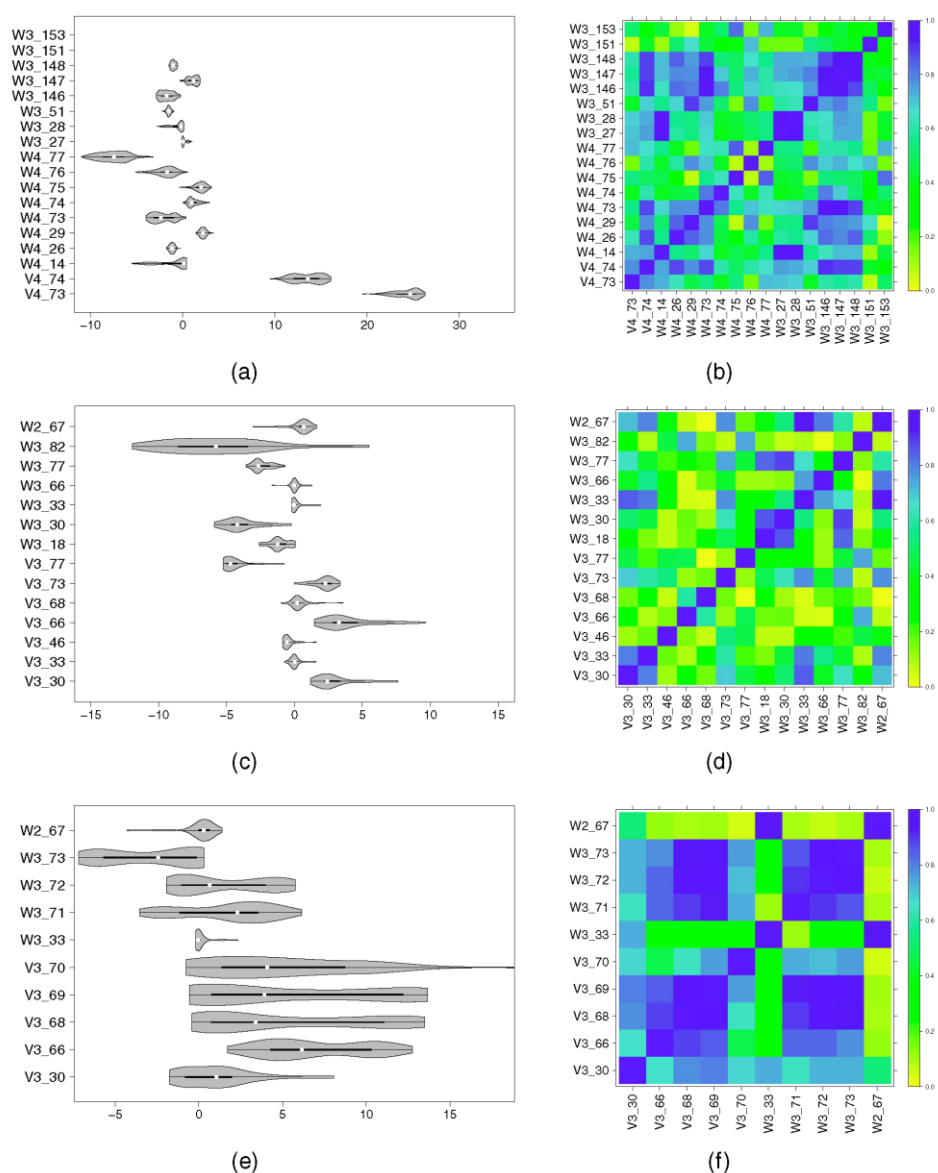 W3_153
W3_151
W3_148
W3_147
W3_146
W3_51
W3_28
W3_27
W4_77
W4_76
W4_75
W4_74
W4_73
W4_29
W4_26
W4_14
V4_74
V4_73
-10 0 10 20 30
(a)
W3_153
W3_151
W3_148
W3_147
W3_146
W3_51
W3_28
W3_27
W4_77
W4_76
W4_75
W4_74
W4_73
W4_29
W4_26
W4_14
V4_74
V4_73
V4_73 V4_74 W4_14 W4_26 W4_29 W4_73 W4_74 W4_75 W4_76 W4_77 W3_27 W3_28 W3_51 W3_146 W3_147 W3_148 W3_151 W3_153
1.0
0.8
0.6
0.4
0.2
0.0
(b)
W2_67
W3_82
W3_77
W3_66
W3_33
W3_30
W3_18
V3_77
V3_73
V3_68
V3_66
V3_46
V3_33
V3_30
-15 -10 -5 0 5 10 15
(c)
W2_67
W3_82
W3_77
W3_66
W3_33
W3_30
W3_18
V3_77
V3_73
V3_68
V3_66
V3_46
V3_33
V3_30
V3_30 V3_33 V3_46 V3_66 V3_68 V3_73 V3_77 W3_18 W3_30 W3_33 W3_66 W3_77 W3_82 W2_67
1.0
0.8
0.6
0.4
0.2
0.0
(d)
W2_67
W3_73
W3_72
W3_71
W3_33
V3_70
V3_69
V3_68
V3_66
V3_30
-5 0 5 10 15
(e)
W2_67
W3_73
W3_72
W3_71
W3_33
V3_70
V3_69
V3_68
V3_66
V3_30
V3_30 V3_66 V3_68 V3_69 V3_70 W3_33 W3_71 W3_72 W3_73 W2_67
1.0
0.8
0.6
0.4
0.2
0.0
(f)